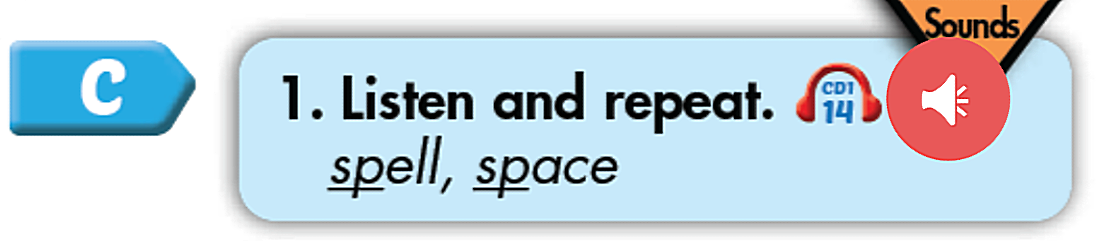 Sounds
C
1. Listen and repeat. CD1 14
spell, space